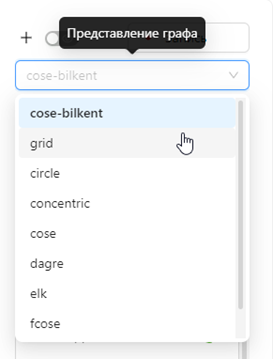 Представление графа
cose-bilkent
cose-bilkent
grid
circle
concentric
cose
dagre
elk
fcose